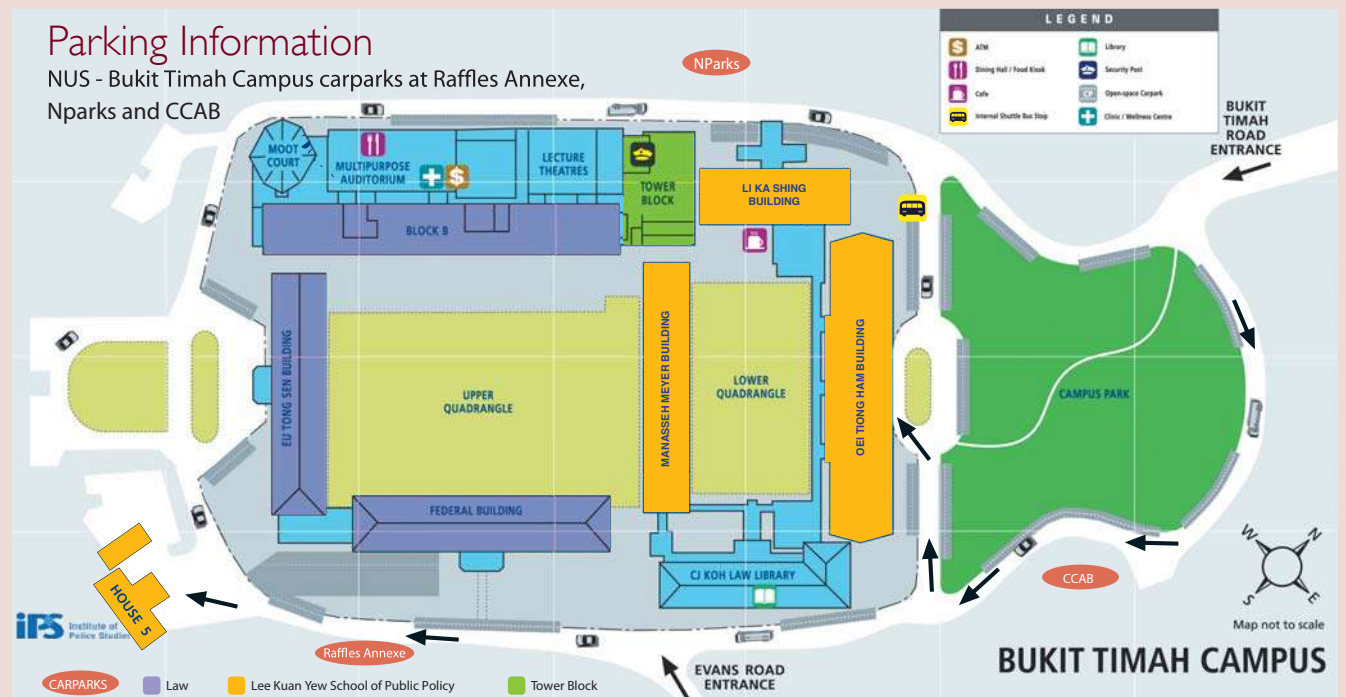 Parking Information
NUS - Bukit Timah Campus carparks at Raffles Annexe,
Nparks and CCAB
NParks
LEGEND
ATM
Library
Dining Hall / Food Kiosk
Security Post
Cafe
CP
Open-space Carpark
Internal Shuttle Bus Stop
Clinic / Wellness Centre
BUKIT
TIMAH
ROAD
ENTRANCE
MOOT
COURT
MULTIPURPOSE
AUDITORIUM
LECTURE
THEATRES
TOWER
BLOCK
LI KA SHING
BUILDING
BLOCK B
EU TONG SEN BUILDING
UPPER
QUADRANGLE
MANASSEH MEYER BUILDING
LOWER
QUADRANGLE
OEI TIONG HAM BUILDING
CAMPUS PARK
FEDERAL BUILDING
CJ KOH LAW LIBRARY
CCAB
W
N
S
E
Map not to scale
HOUSE 5
iPS
Institute of
Policy Studies
Raffles Annexe
EVANS ROAD
ENTRANCE
BUKIT TIMAH CAMPUS
CARPARKS
Law
Lee Kuan Yew School of Public Policy
Tower Block